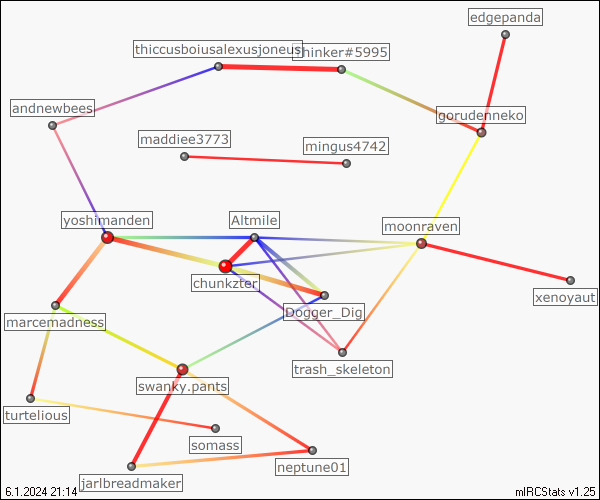 edgepanda
thiccusboiusalexusjoneus
thinker#5995
andnewbees
gorudenneko
maddiee3773
mingus4742
yoshimanden
Altmile
moonraven
chunkzter
xenoyaut
Dogger_Dig
marcemadness
trash_skeleton
swanky.pants
turtelious
somass
neptune01
jarlbreadmaker
6.1.2024 21:14
mIRCStats v1.25